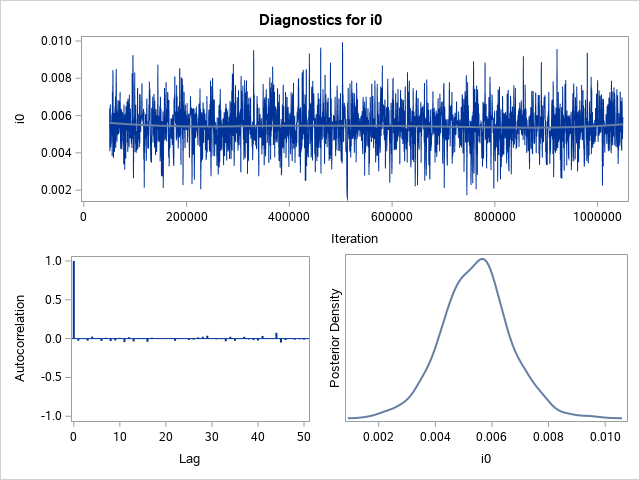 Diagnostics for i0
0.010
0.008
0.006
0.004
0.002
i0
0 200000 400000 600000 800000 1000000
Iteration
1.0
0.5
0.0
-0.5
-1.0
Autocorrelation
0 10 20 30 40 50
Lag
Posterior Density
0.002 0.004 0.006 0.008 0.010
i0